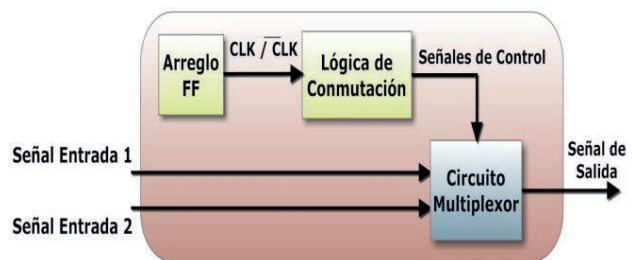 Arreglo
FF
CLK / C̅L̅K̅
Lógica de
Conmutación
Señales de Control
Señal Entrada 1
Señal Entrada 2
Circuito
Multiplexor
Señal de
Salida